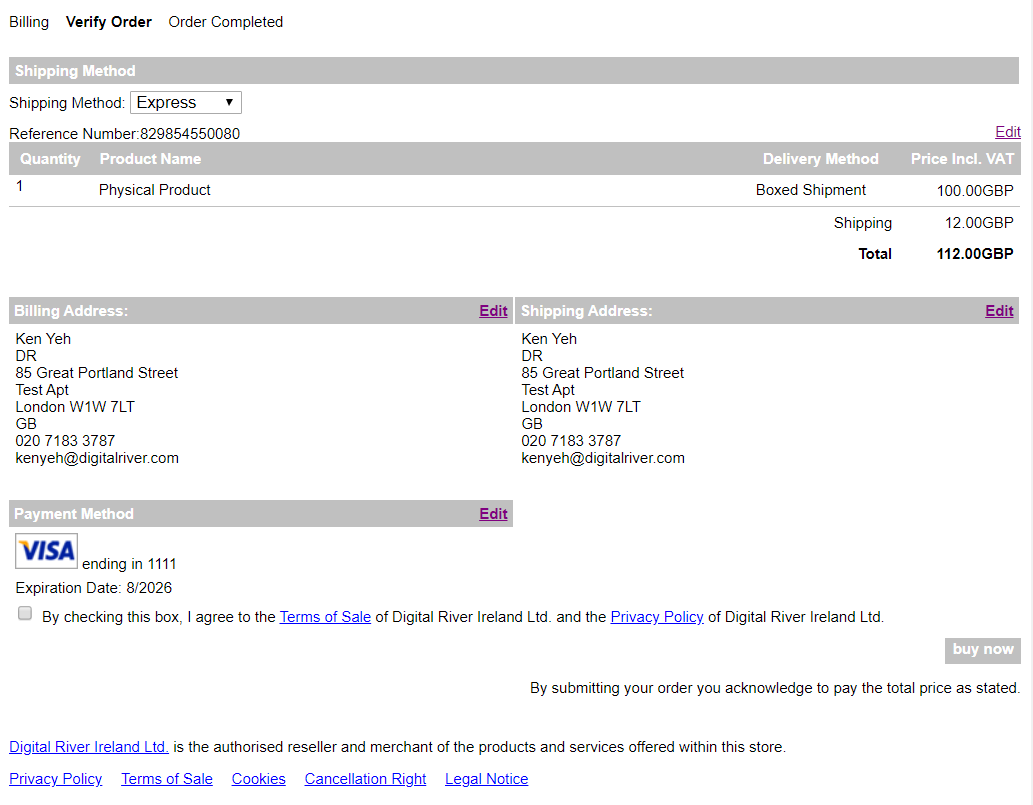 Billing Verify Order Order Completed
Shipping Method
Shipping Method: Express ▼
Reference Number:829854550080 Edit
Quantity Product Name Delivery Method Price Incl. VAT
1 Physical Product Boxed Shipment 100.00GBP
Shipping 12.00GBP
Total 112.00GBP
Billing Address: Edit Shipping Address: Edit
Ken Yeh Ken Yeh
DR DR
85 Great Portland Street 85 Great Portland Street
Test Apt Test Apt
London W1W 7LT London W1W 7LT
GB GB
020 7183 3787 020 7183 3787
kenyeh@digitalriver.com kenyeh@digitalriver.com
Payment Method Edit
VISA ending in 1111
Expiration Date: 8/2026
By checking this box, I agree to the Terms of Sale of Digital River Ireland Ltd. and the Privacy Policy of Digital River Ireland Ltd.
buy now
By submitting your order you acknowledge to pay the total price as stated.
Digital River Ireland Ltd. is the authorised reseller and merchant of the products and services offered within this store.
Privacy Policy Terms of Sale Cookies Cancellation Right Legal Notice